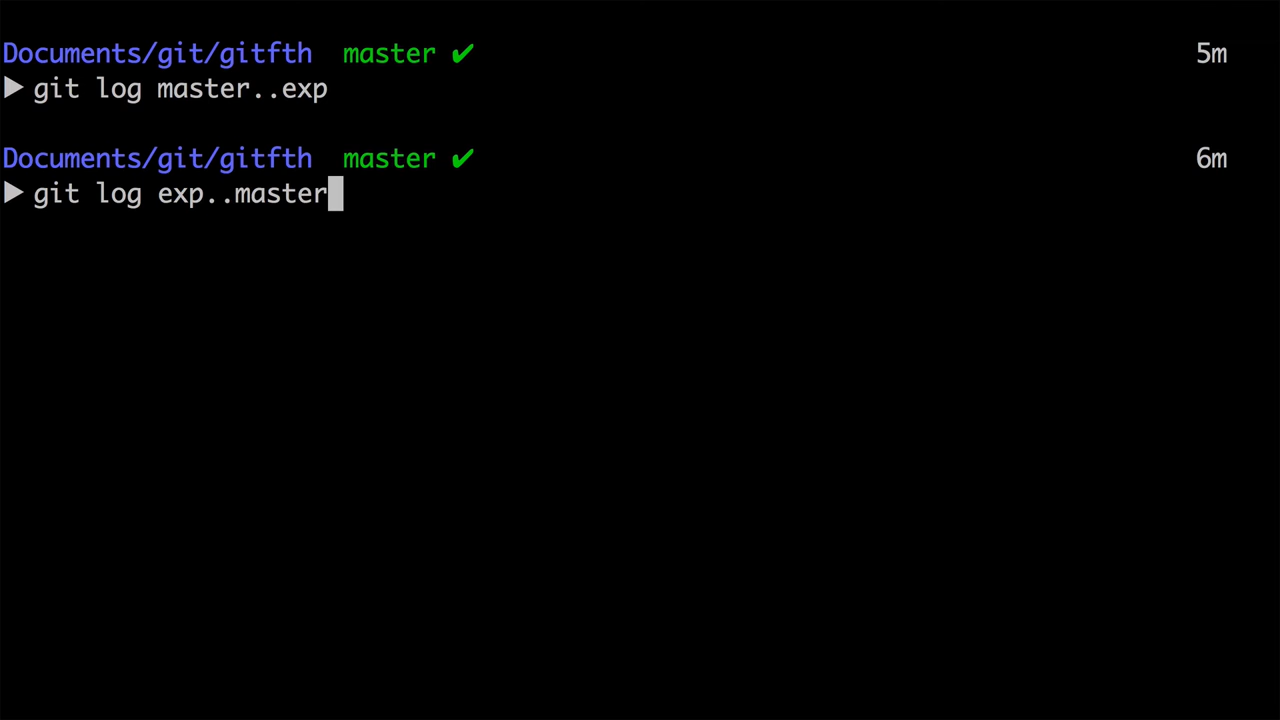 Documents/git/gitfth master ✔ 5m
▶ git log master..exp
Documents/git/gitfth master ✔ 6m
▶ git log exp..master